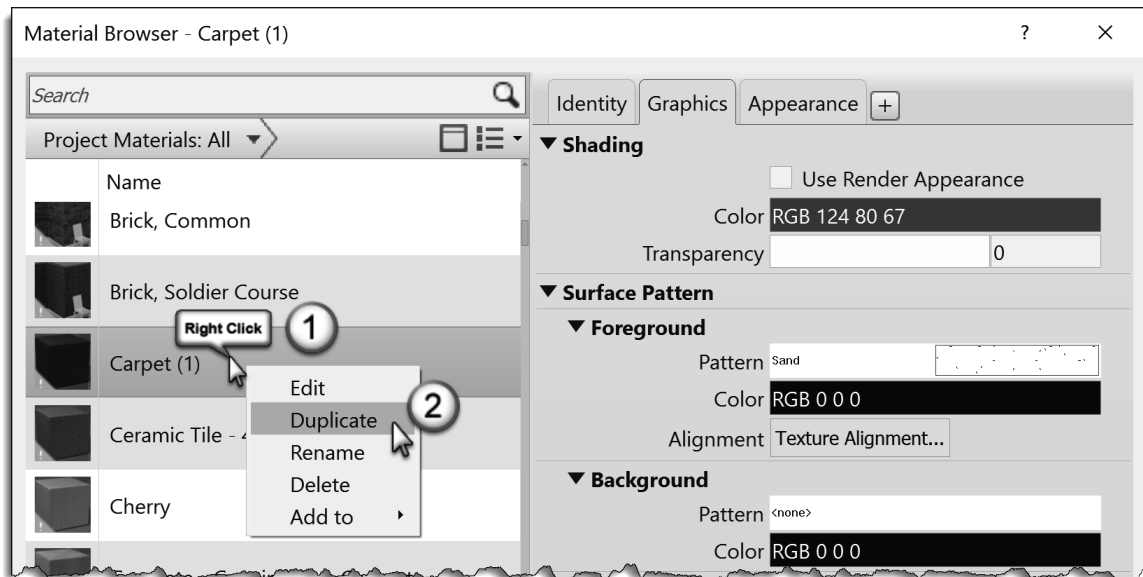 Material Browser - Carpet (1)
?
Search
Project Materials: All
Name
Brick, Common
Brick, Soldier Course
Right Click
1
Carpet (1)
Edit
Duplicate
2
Rename
Delete
Add to
Ceramic Tile - 4
Cherry
Identity
Graphics
Appearance
+
Shading
Use Render Appearance
Color RGB 124 80 67
Transparency 0
Surface Pattern
Foreground
Pattern Sand
Color RGB 0 0 0
Alignment Texture Alignment...
Background
Pattern <none>
Color RGB 0 0 0